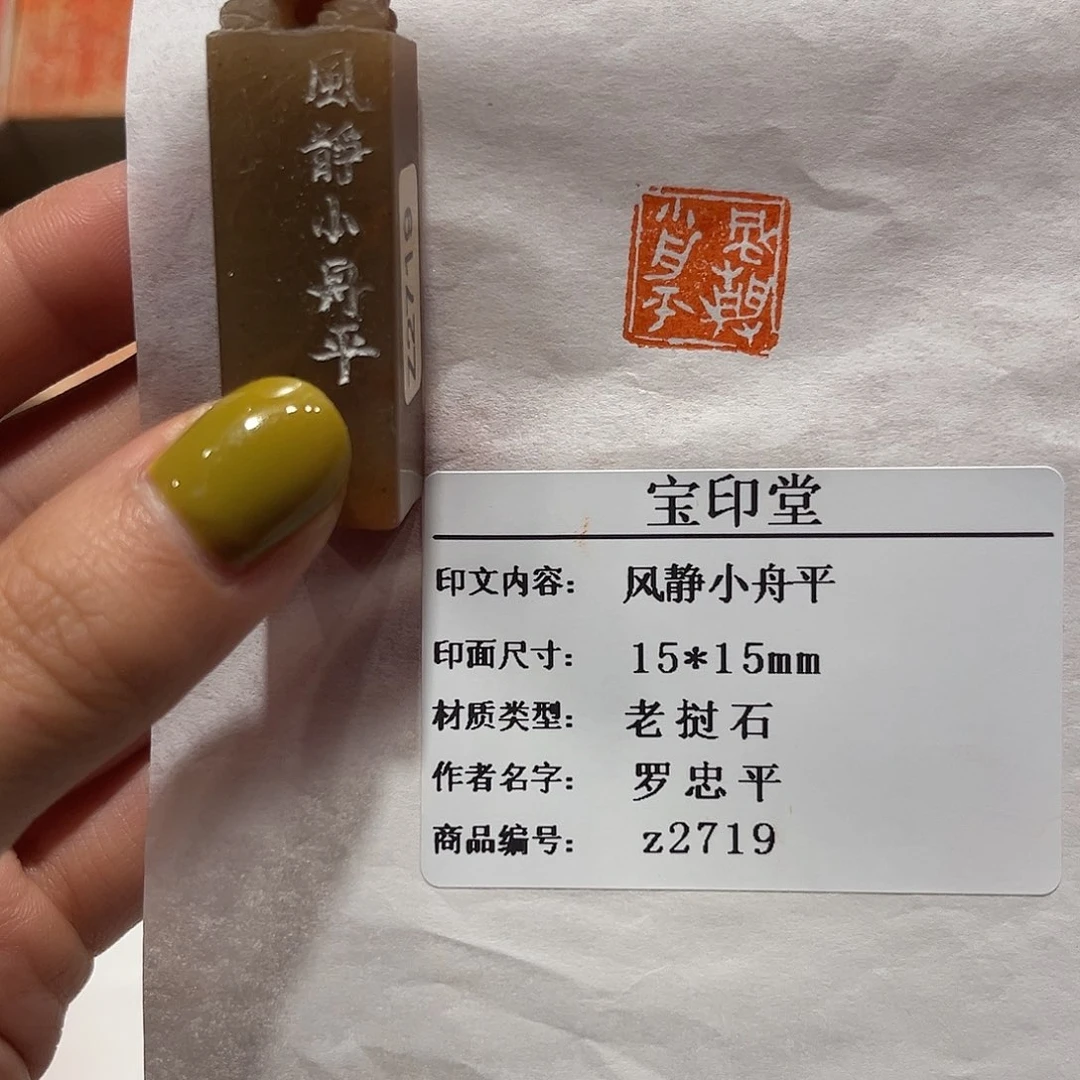 風靜小舟平
Z2719
宝印堂
印文内容： 风静小舟平
印面尺寸： 15*15mm
材质类型： 老挝石
作者名字： 罗忠平
商品编号： z2719